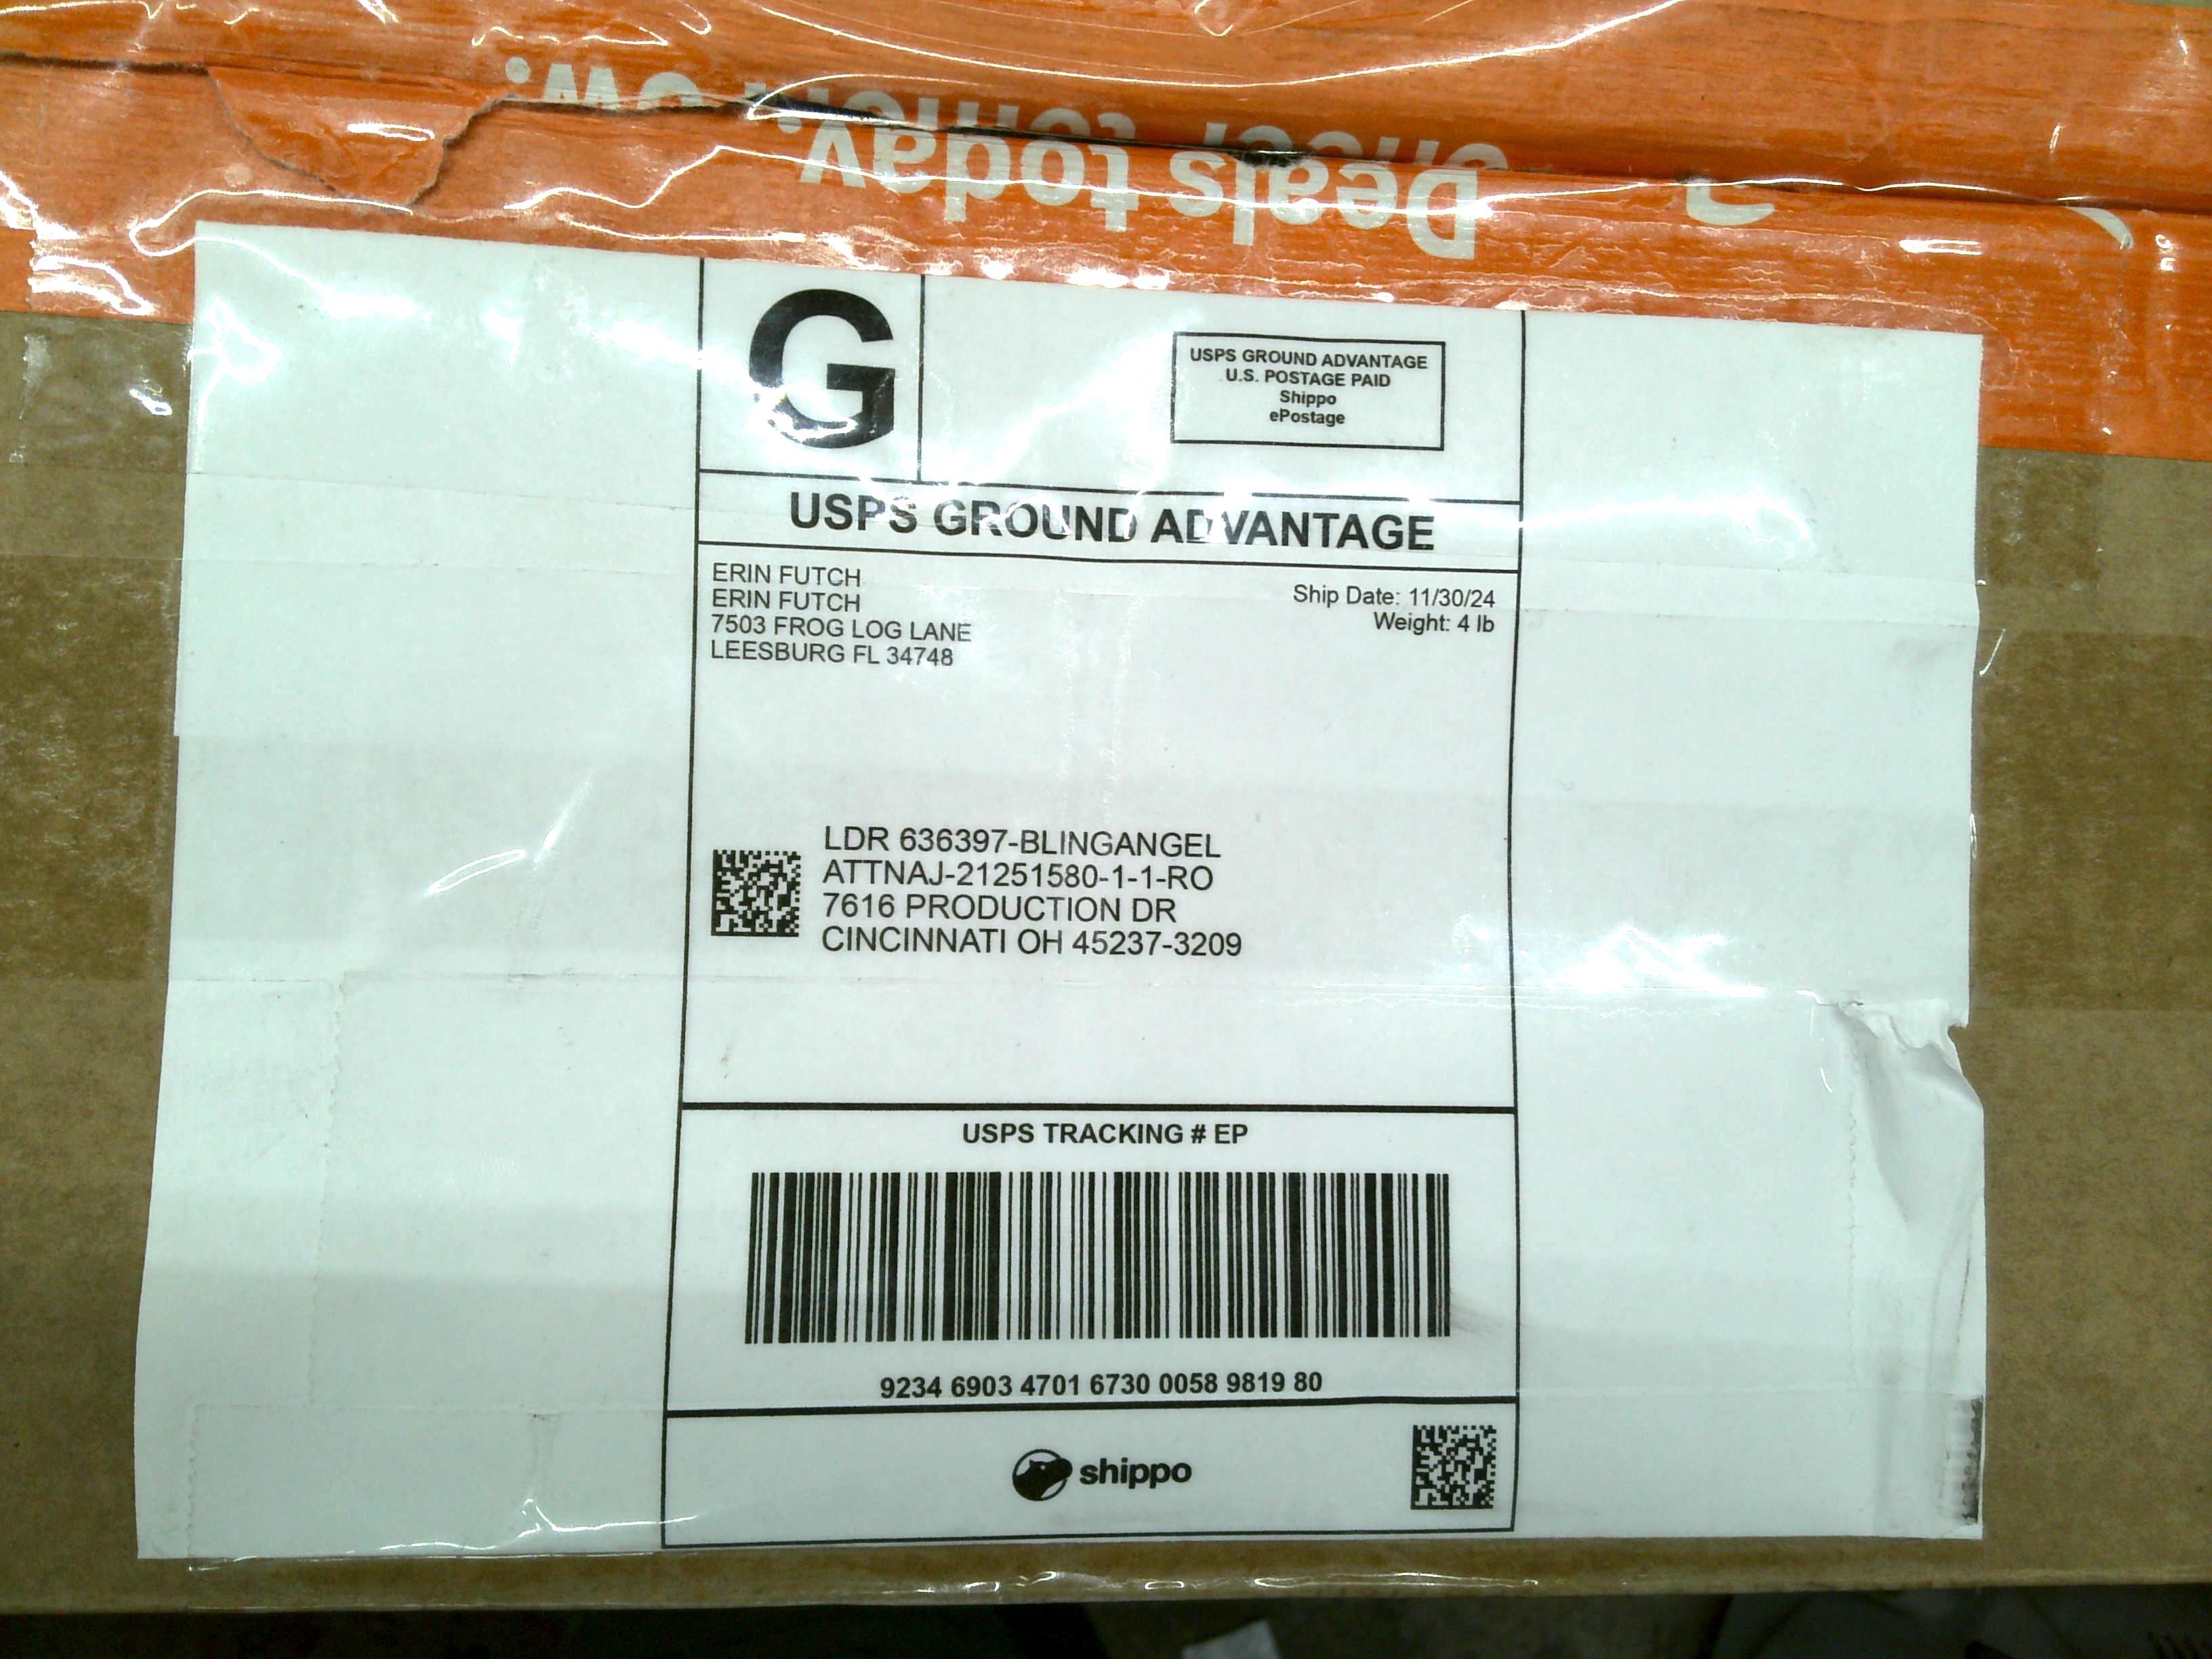 Deals today.
G
USPS GROUND ADVANTAGE
U.S. POSTAGE PAID
Shippo
ePostage
USPS GROUND ADVANTAGE
ERIN FUTCH
ERIN FUTCH
7503 FROG LOG LANE
LEESBURG FL 34748
Ship Date: 11/30/24
Weight: 4 lb
LDR 636397-BLINGANGEL
ATTNAJ-21251580-1-1-RO
7616 PRODUCTION DR
CINCINNATI OH 45237-3209
USPS TRACKING # EP
9234 6903 4701 6730 0058 9819 80
shippo